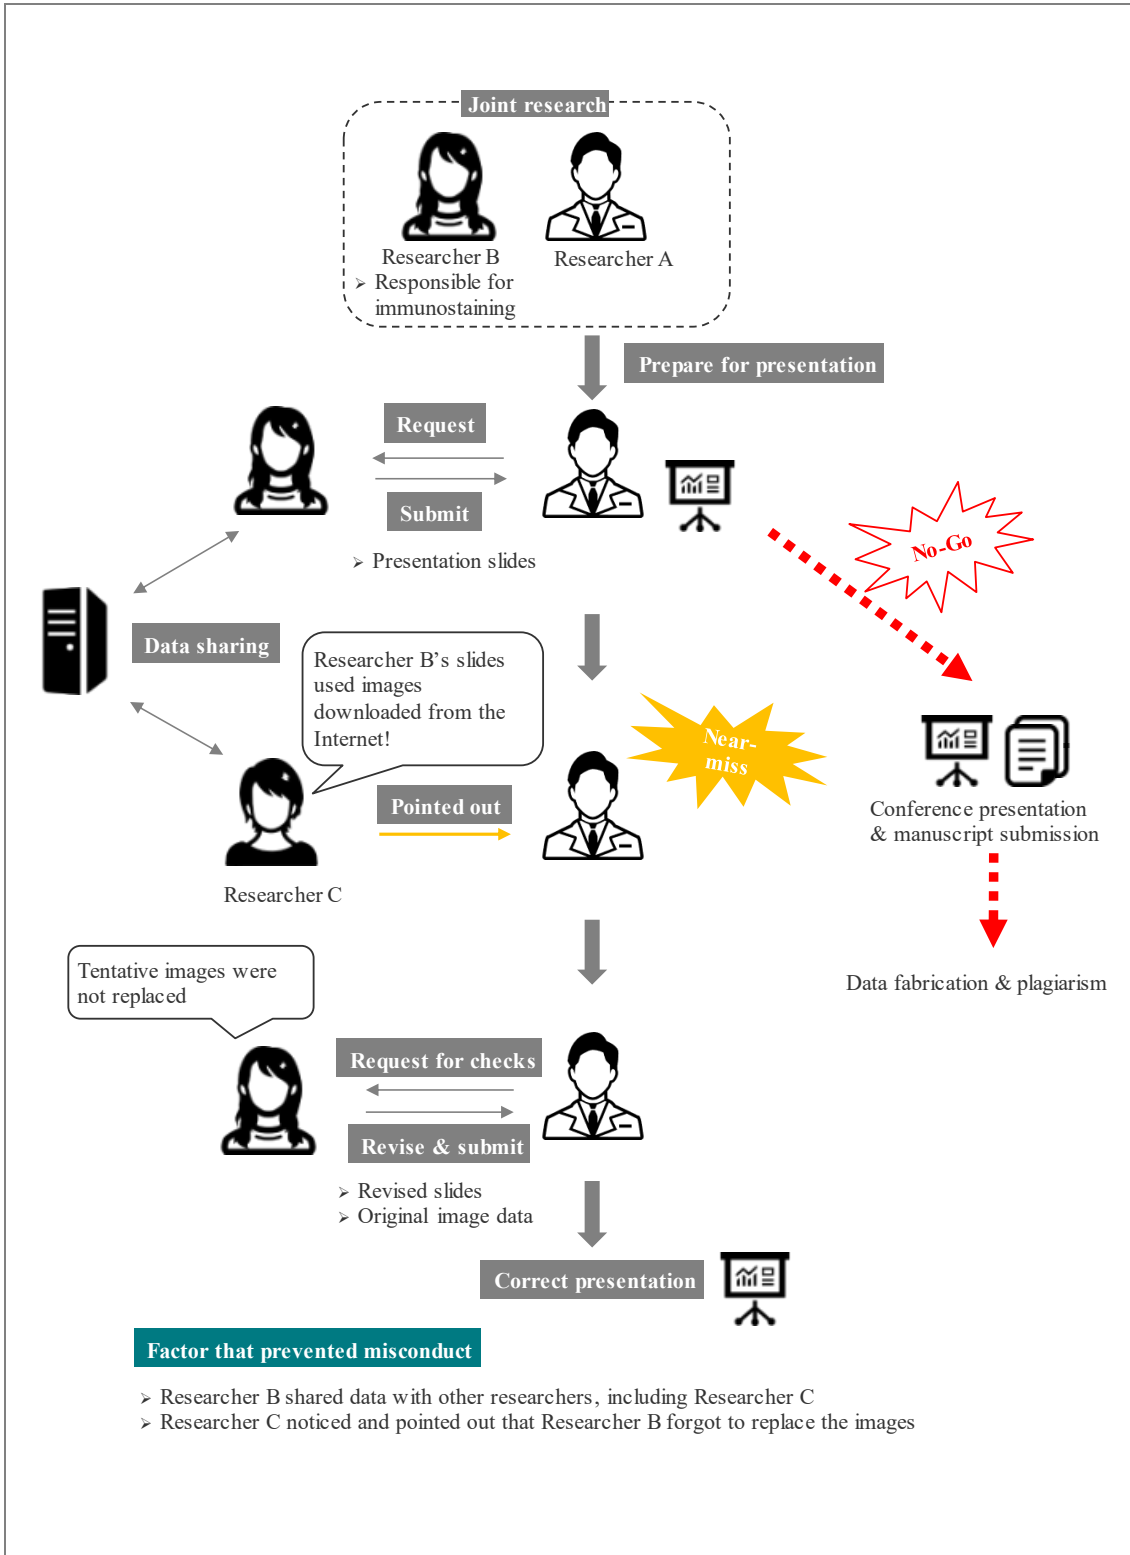 Joint research
Researcher B
➢ Responsible for
immunostaining
Researcher A
Prepare for presentation
Request
Submit
➢ Presentation slides
No-Go
Data sharing
Researcher B's slides
used images
downloaded from the
Internet!
Near-
miss
Pointed out
Researcher C
Conference presentation
& manuscript submission
Data fabrication & plagiarism
Tentative images were
not replaced
Request for checks
Revise & submit
➢ Revised slides
➢ Original image data
Correct presentation
Factor that prevented misconduct
➢ Researcher B shared data with other researchers, including Researcher C
➢ Researcher C noticed and pointed out that Researcher B forgot to replace the images